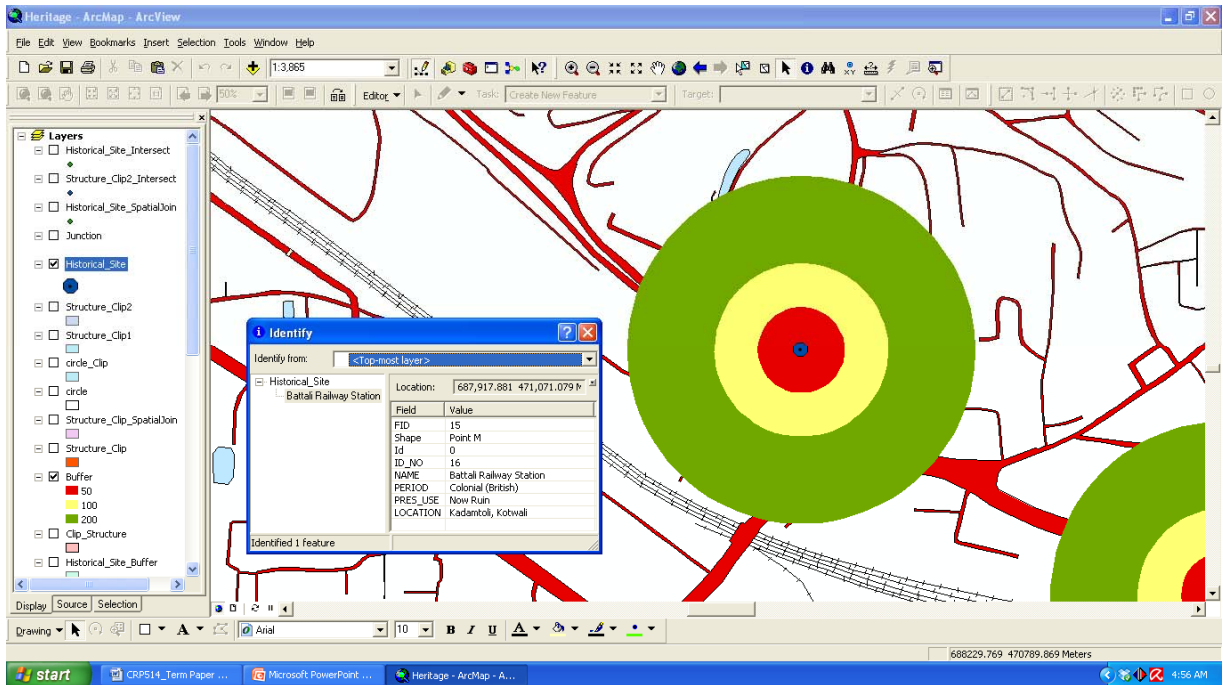 Heritage - ArcMap - ArcView
File Edit View Bookmarks Insert Selection Tools Window Help
1:3,865
50% Editor Task: Create New Feature Target:
Layers
Historical_Site_Intersect
Structure_Clip2_Intersect
Historical_Site_SpatialJoin
Junction
Historical_Site
Structure_Clip2
Structure_Clip1
circle_Clip
circle
Structure_Clip_SpatialJoin
Structure_Clip
Buffer
50
100
200
Clip_Structure
Historical_Site_Buffer
Display Source Selection
Identify
Identify from: <Top-most layer>
Historical_Site
Battali Railway Station
Location: 687,917.881 471,071.079
Field Value
FID 15
Shape Point M
Id 0
ID_NO 16
NAME Battali Railway Station
PERIOD Colonial (British)
PRES_USE Now Ruin
LOCATION Kadamtoli, Kotwali
Identified 1 feature
Drawing A Arial 10 B I U A
688229.769 470789.869 Meters
start CRP514_Term Paper ... Microsoft PowerPoint ... Heritage - ArcMap - A... 4:56 AM